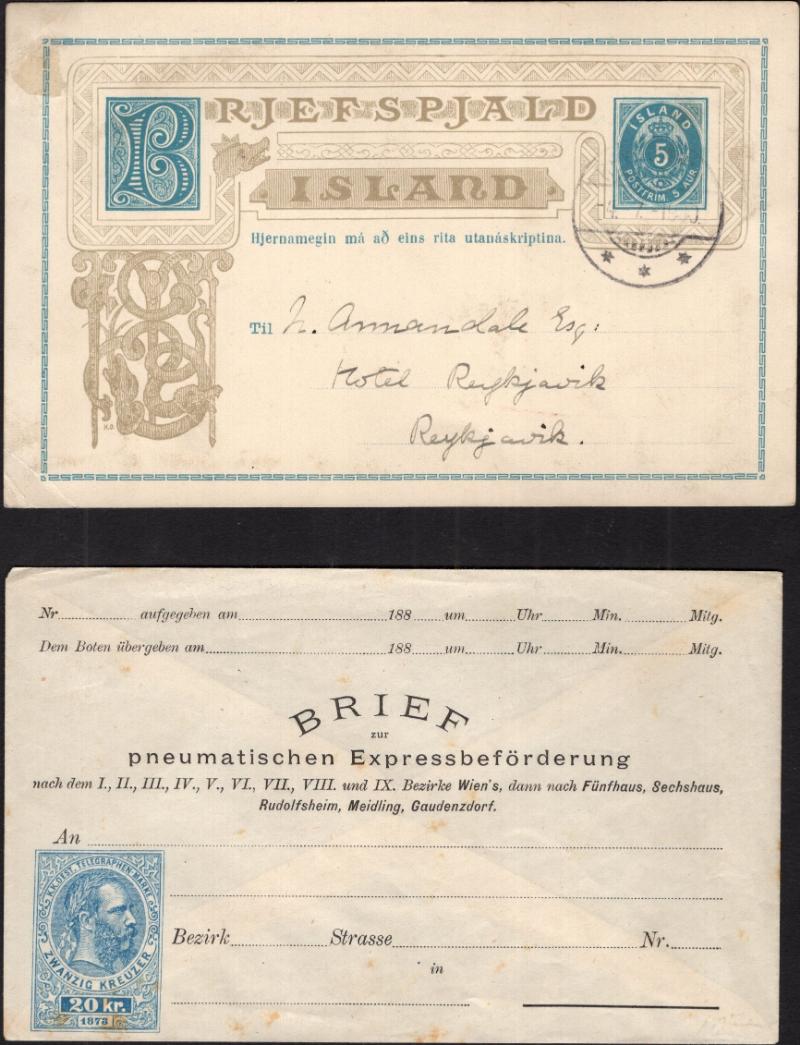 BRJEFSPJALD
ISLAND
ISLAND
5
POSTFRIM 5 AUR
Hjernamegin má að eins rita utanáskriptina.
Til N. Annandale Esq:
Hotel Reykjavik
Reykjavik.
K.O.
Nr aufgegeben am 188 um Uhr Min. Mitg.
Dem Boten übergeben am 188 um Uhr Min. Mitg.
BRIEF
zur
pneumatischen Expressbeförderung
nach dem I., II., III., IV., V., VI., VII., VIII. und IX. Bezirke Wien's, dann nach Fünfhaus, Sechshaus,
Rudolfsheim, Meidling, Gaudenzdorf.
An
K.K. ÖEST. TELEGRAPHEN-MARKE
ZWANZIG KREUZER
20 kr.
1873
Bezirk Strasse Nr.
in